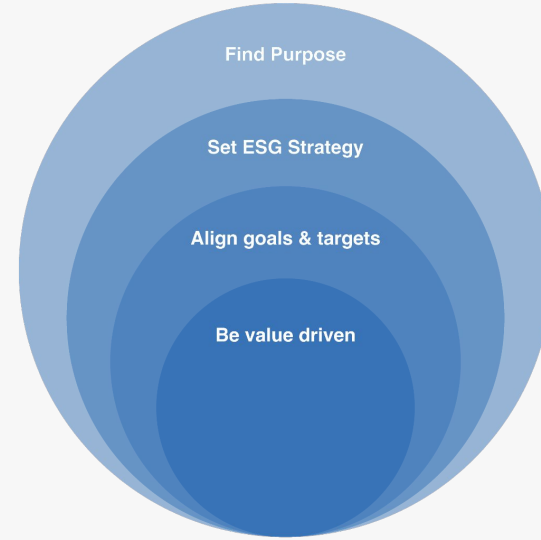 Find Purpose
Set ESG Strategy
Align goals & targets
Be value driven